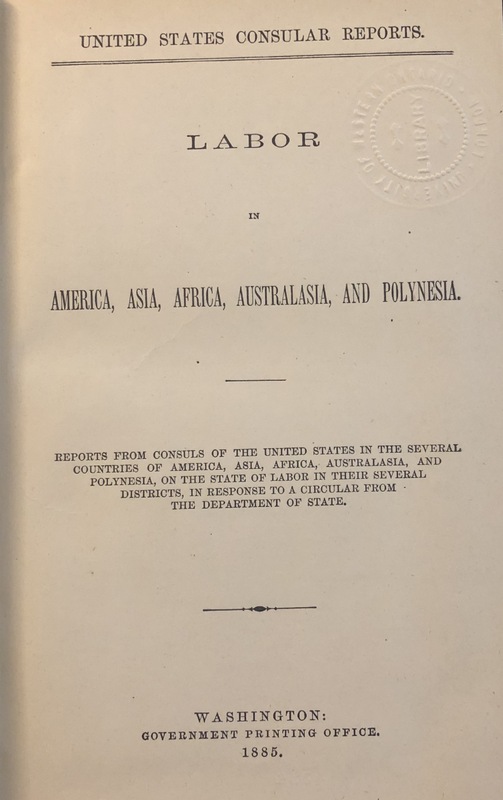 UNITED STATES CONSULAR REPORTS.
LABOR
IN
AMERICA, ASIA, AFRICA, AUSTRALASIA, AND POLYNESIA.
REPORTS FROM CONSULS OF THE UNITED STATES IN THE SEVERAL
COUNTRIES OF AMERICA, ASIA, AFRICA, AUSTRALASIA, AND
POLYNESIA, ON THE STATE OF LABOR IN THEIR SEVERAL
DISTRICTS, IN RESPONSE TO A CIRCULAR FROM
THE DEPARTMENT OF STATE.
WASHINGTON:
GOVERNMENT PRINTING OFFICE.
1885.
LIBRARY